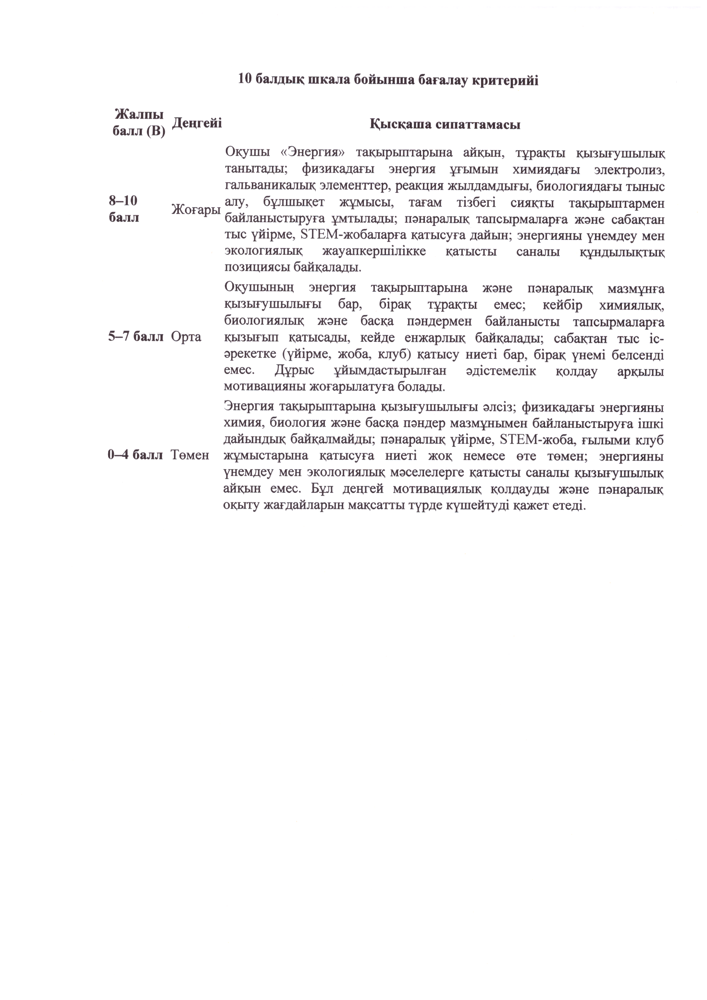 10 балдық шкала бойынша бағалау критерийі
Жалпы балл (В) Деңгейі Қысқаша сипаттамасы
8–10 балл Жоғары
Оқушы «Энергия» тақырыптарына айқын, тұрақты қызығушылық
танытады; физикадағы энергия ұғымын химиядағы электролиз,
гальваникалық элементтер, реакция жылдамдығы, биологиядағы тыныс
алу, бұлшықет жұмысы, тағам тізбегі сияқты тақырыптармен
байланыстыруға ұмтылады; пәнаралық тапсырмаларға және сабақтан
тыс үйірме, STEM-жобаларға қатысуға дайын; энергияны үнемдеу мен
экологиялық жауапкершілікке қатысты саналы құндылықтық
позициясы байқалады.
5–7 балл Орта
Оқушының энергия тақырыптарына және пәнаралық мазмұнға
қызығушылығы бар, бірақ тұрақты емес; кейбір химиялық,
биологиялық және басқа пәндермен байланысты тапсырмаларға
қызығып қатысады, кейде енжарлық байқалады; сабақтан тыс іс-
әрекетке (үйірме, жоба, клуб) қатысу ниеті бар, бірақ үнемі белсенді
емес. Дұрыс ұйымдастырылған әдістемелік қолдау арқылы
мотивацияны жоғарылатуға болады.
0–4 балл Төмен
Энергия тақырыптарына қызығушылығы әлсіз; физикадағы энергияны
химия, биология және басқа пәндер мазмұнымен байланыстыруға ішкі
дайындық байқалмайды; пәнаралық үйірме, STEM-жоба, ғылыми клуб
жұмыстарына қатысуға ниеті жоқ немесе өте төмен; энергияны
үнемдеу мен экологиялық мәселелерге қатысты саналы қызығушылық
айқын емес. Бұл деңгей мотивациялық қолдауды және пәнаралық
оқыту жағдайларын мақсатты түрде күшейтуді қажет етеді.